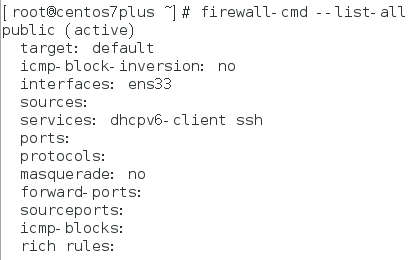 [root@centos7plus ~]# firewall-cmd --list-all
public (active)
  target: default
  icmp-block-inversion: no
  interfaces: ens33
  sources:
  services: dhcpv6-client ssh
  ports:
  protocols:
  masquerade: no
  forward-ports:
  sourceports:
  icmp-blocks:
  rich rules: